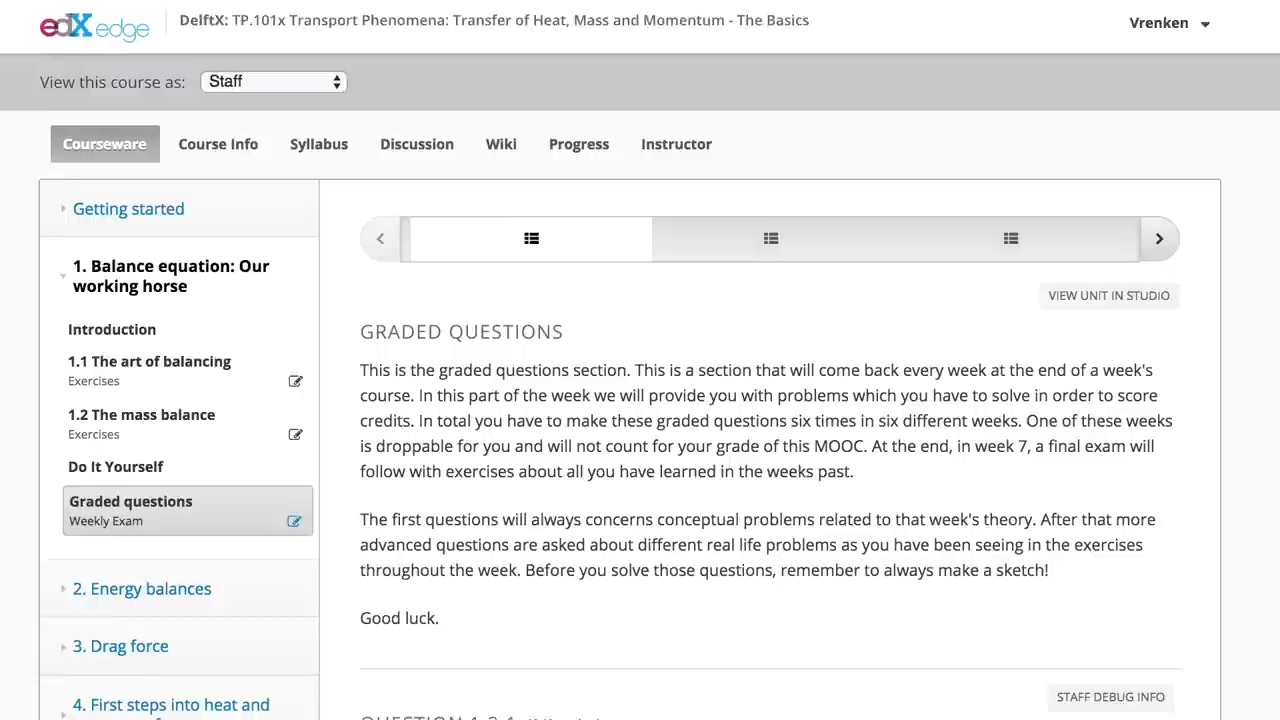 edX edge
DelftX: TP.101x Transport Phenomena: Transfer of Heat, Mass and Momentum - The Basics
Vrenken
View this course as: Staff
Courseware Course Info Syllabus Discussion Wiki Progress Instructor
Getting started
1. Balance equation: Our
working horse
Introduction
1.1 The art of balancing
Exercises
1.2 The mass balance
Exercises
Do It Yourself
Graded questions
Weekly Exam
2. Energy balances
3. Drag force
4. First steps into heat and
VIEW UNIT IN STUDIO
GRADED QUESTIONS
This is the graded questions section. This is a section that will come back every week at the end of a week's
course. In this part of the week we will provide you with problems which you have to solve in order to score
credits. In total you have to make these graded questions six times in six different weeks. One of these weeks
is droppable for you and will not count for your grade of this MOOC. At the end, in week 7, a final exam will
follow with exercises about all you have learned in the weeks past.
The first questions will always concerns conceptual problems related to that week's theory. After that more
advanced questions are asked about different real life problems as you have been seeing in the exercises
throughout the week. Before you solve those questions, remember to always make a sketch!
Good luck.
STAFF DEBUG INFO